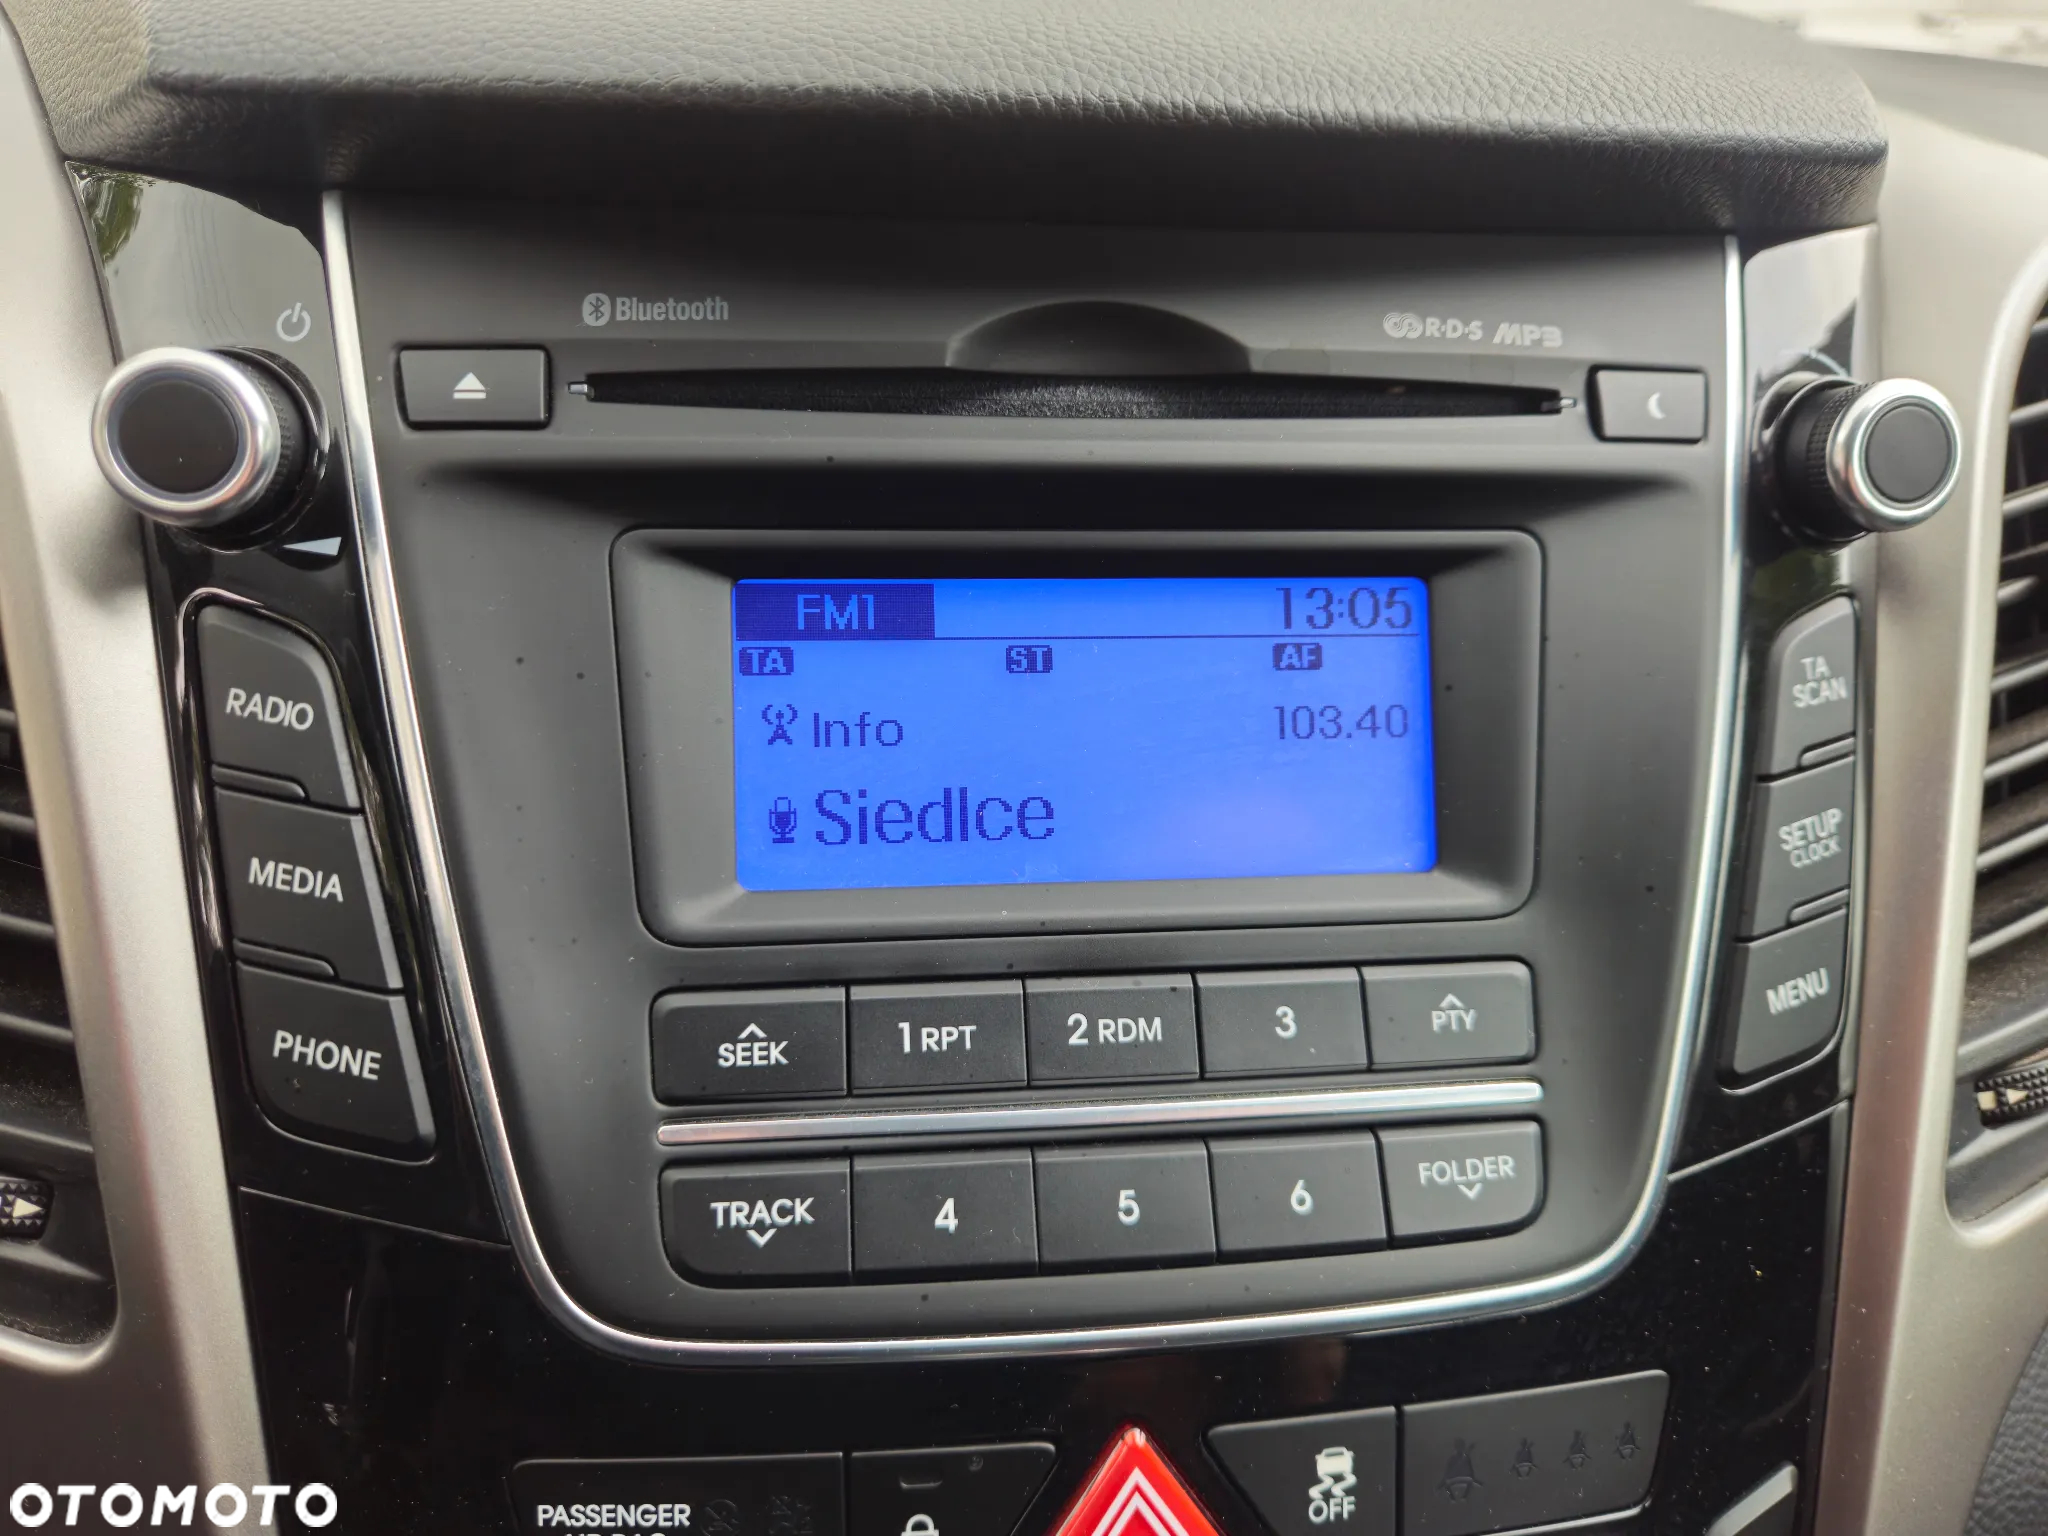 Bluetooth
R·D·S MP3
FM1 13:05
TA ST AF
Info 103.40
Siedlce
RADIO
MEDIA
PHONE
TA
SCAN
SETUP
CLOCK
MENU
SEEK
1 RPT
2 RDM
3
PTY
TRACK
4
5
6
FOLDER
PASSENGER
OFF
OTOMOTO